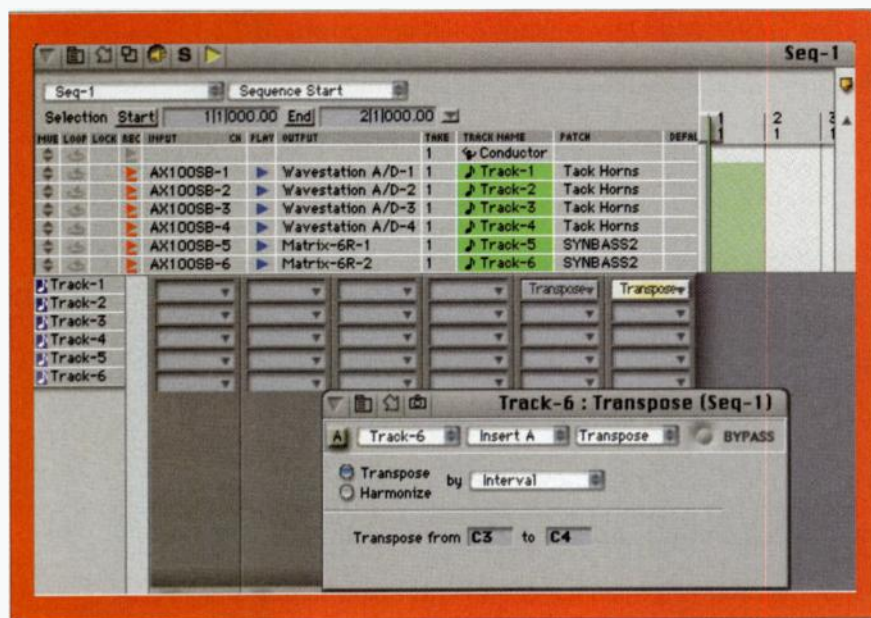 S Seq-1
Seq-1 Sequence Start
Selection Start 1|1|000.00 End 2|1|000.00
1 2 3
1 1 1
MVE LOOP LOCK REC INPUT CH PLAY OUTPUT TAKE TRACK NAME PATCH DEFAL
1 Conductor
AX100SB-1 Wavestation A/D-1 1 Track-1 Tack Horns
AX100SB-2 Wavestation A/D-2 1 Track-2 Tack Horns
AX100SB-3 Wavestation A/D-3 1 Track-3 Tack Horns
AX100SB-4 Wavestation A/D-4 1 Track-4 Tack Horns
AX100SB-5 Matrix-6R-1 1 Track-5 SYNBASS2
AX100SB-6 Matrix-6R-2 1 Track-6 SYNBASS2
Track-1 Transpose Transpose
Track-2
Track-3
Track-4
Track-5
Track-6
Track-6 : Transpose (Seq-1)
A Track-6 Insert A Transpose BYPASS
Transpose by Interval
Harmonize
Transpose from C3 to C4